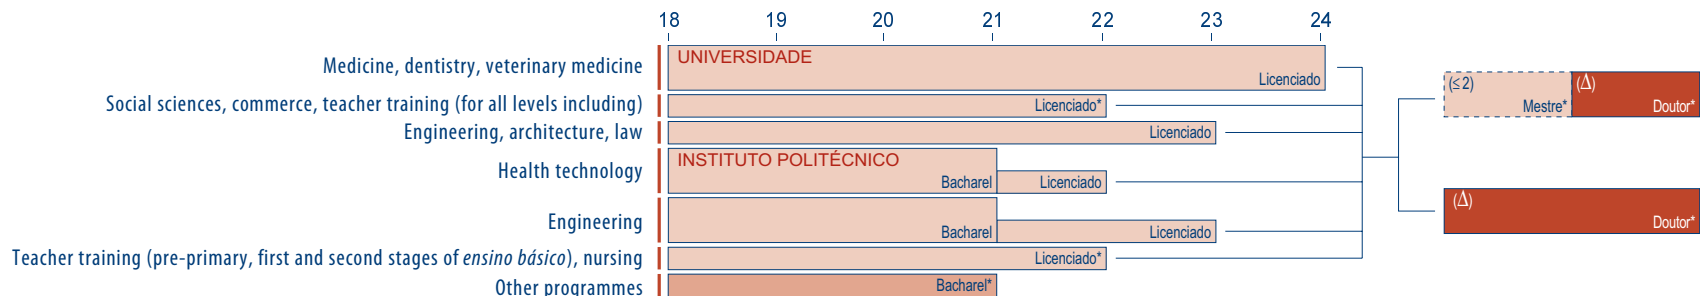 18 19 20 21 22 23 24
Medicine, dentistry, veterinary medicine
UNIVERSIDADE
Licenciado
Social sciences, commerce, teacher training (for all levels including)
Licenciado*
Engineering, architecture, law
Licenciado
Health technology
INSTITUTO POLITÉCNICO
Bacharel
Licenciado
Engineering
Bacharel
Licenciado
Teacher training (pre-primary, first and second stages of ensino básico), nursing
Licenciado*
Other programmes
Bacharel*
(≤2)
Mestre*
(Δ)
Doutor*
(Δ)
Doutor*